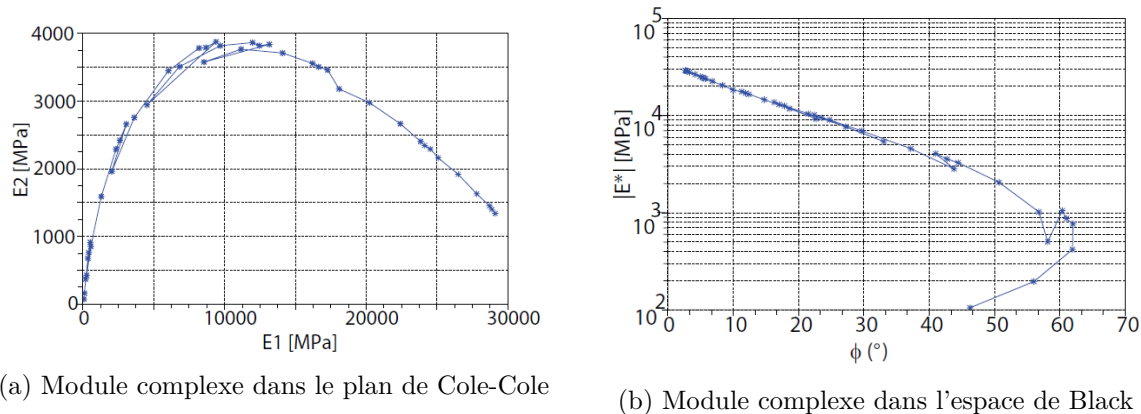 4000
3000
2000
1000
0
E2 [MPa]
0 10000 20000 30000
E1 [MPa]
(a) Module complexe dans le plan de Cole-Cole
10^5
10^4
10^3
10^2
|E*| [MPa]
0 10 20 30 40 50 60 70
ϕ (°)
(b) Module complexe dans l'espace de Black